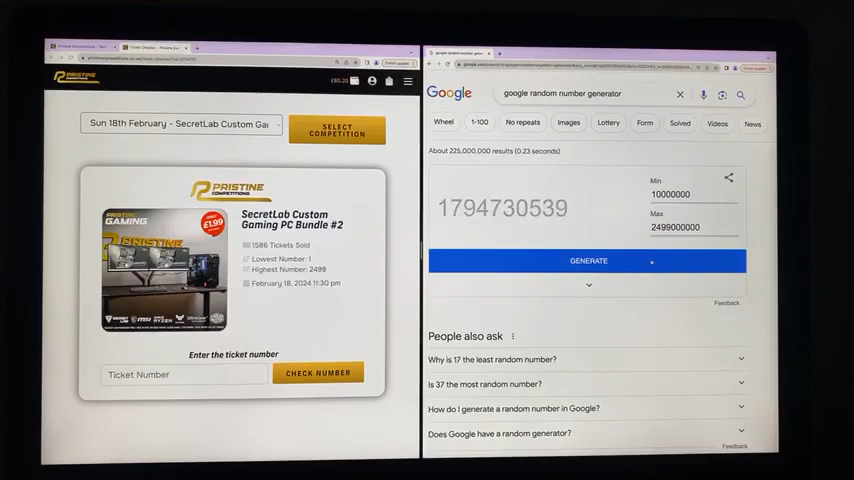 PRISTINE
COMPETITIONS
£80.20
Sun 18th February - SecretLab Custom Ga
SELECT
COMPETITION
PRISTINE
COMPETITIONS
PRISTINE
GAMING
ONLY
£1.99
SecretLab Custom
Gaming PC Bundle #2
1586 Tickets Sold
Lowest Number: 1
Highest Number: 2499
February 18, 2024 11:30 pm
Enter the ticket number
Ticket Number
CHECK NUMBER
Google
google random number generator
Wheel
1-100
No repeats
Images
Lottery
Form
Solved
Videos
News
About 225,000,000 results (0.23 seconds)
1794730539
Min
10000000
Max
2499000000
GENERATE
Feedback
People also ask
Why is 17 the least random number?
Is 37 the most random number?
How do I generate a random number in Google?
Does Google have a random generator?
Feedback